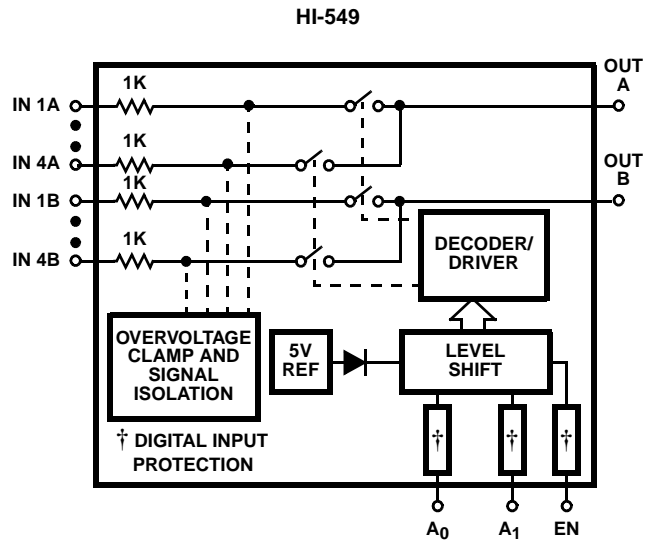 HI-549
OUT
A
1K
IN 1A
1K
IN 4A
OUT
B
1K
IN 1B
1K
IN 4B
DECODER/
DRIVER
OVERVOLTAGE
CLAMP AND
SIGNAL
ISOLATION
5V
REF
LEVEL
SHIFT
† DIGITAL INPUT
PROTECTION
†
†
†
A0
A1
EN